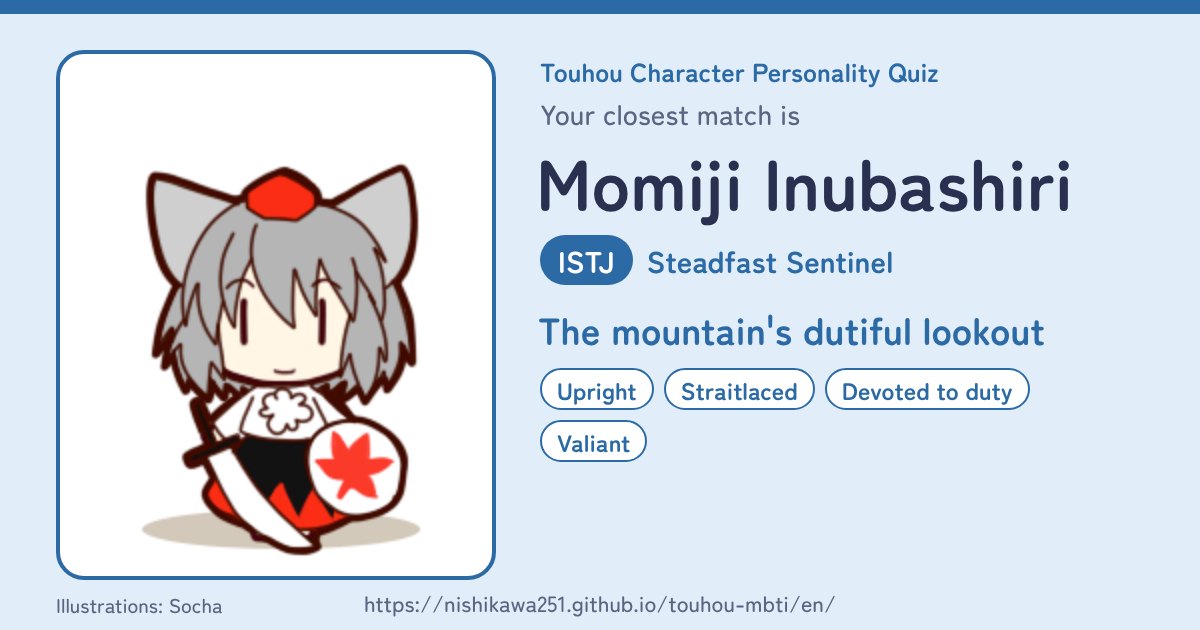 Touhou Character Personality Quiz
Your closest match is
Momiji Inubashiri
ISTJ Steadfast Sentinel
The mountain's dutiful lookout
Upright Straitlaced Devoted to duty
Valiant
Illustrations: Socha https://nishikawa251.github.io/touhou-mbti/en/